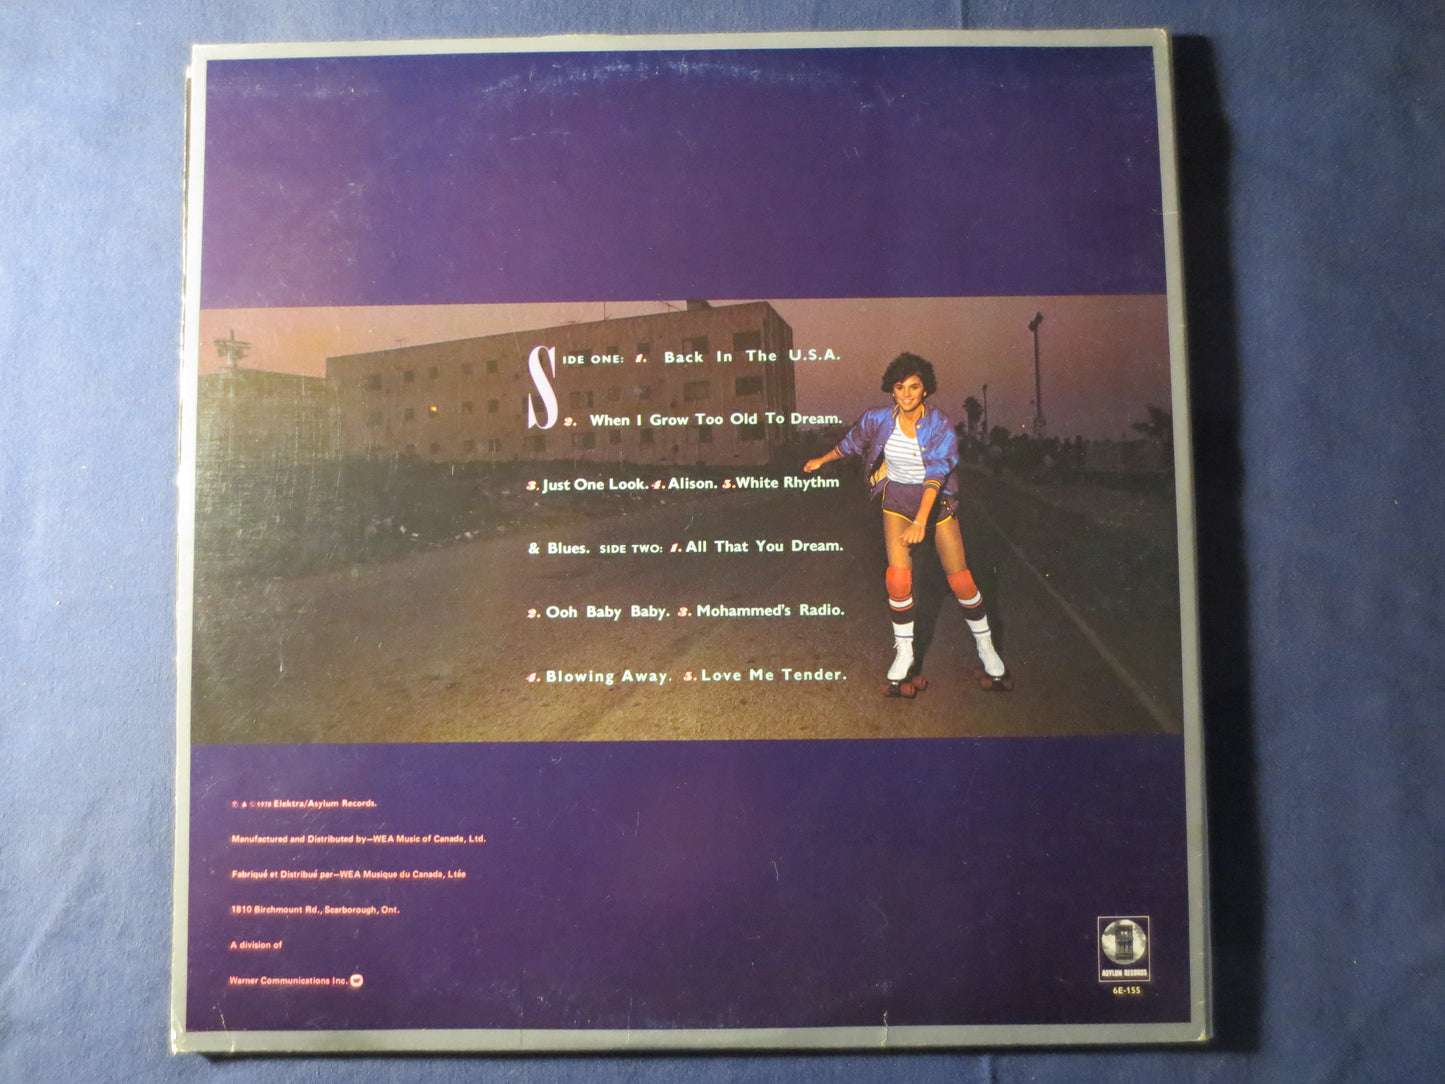 SIDE ONE: 1. Back In The U.S.A.
2. When I Grow Too Old To Dream.
3. Just One Look. 4. Alison. 5. White Rhythm
& Blues. SIDE TWO: 1. All That You Dream.
2. Ooh Baby Baby. 3. Mohammed's Radio.
4. Blowing Away. 5. Love Me Tender.
℗ & © 1978 Elektra/Asylum Records.
Manufactured and Distributed by—WEA Music of Canada, Ltd.
Fabriqué et Distribué par—WEA Musique du Canada, Ltée
1810 Birchmount Rd., Scarborough, Ont.
A division of
Warner Communications Inc.
ASYLUM RECORDS
6E-155